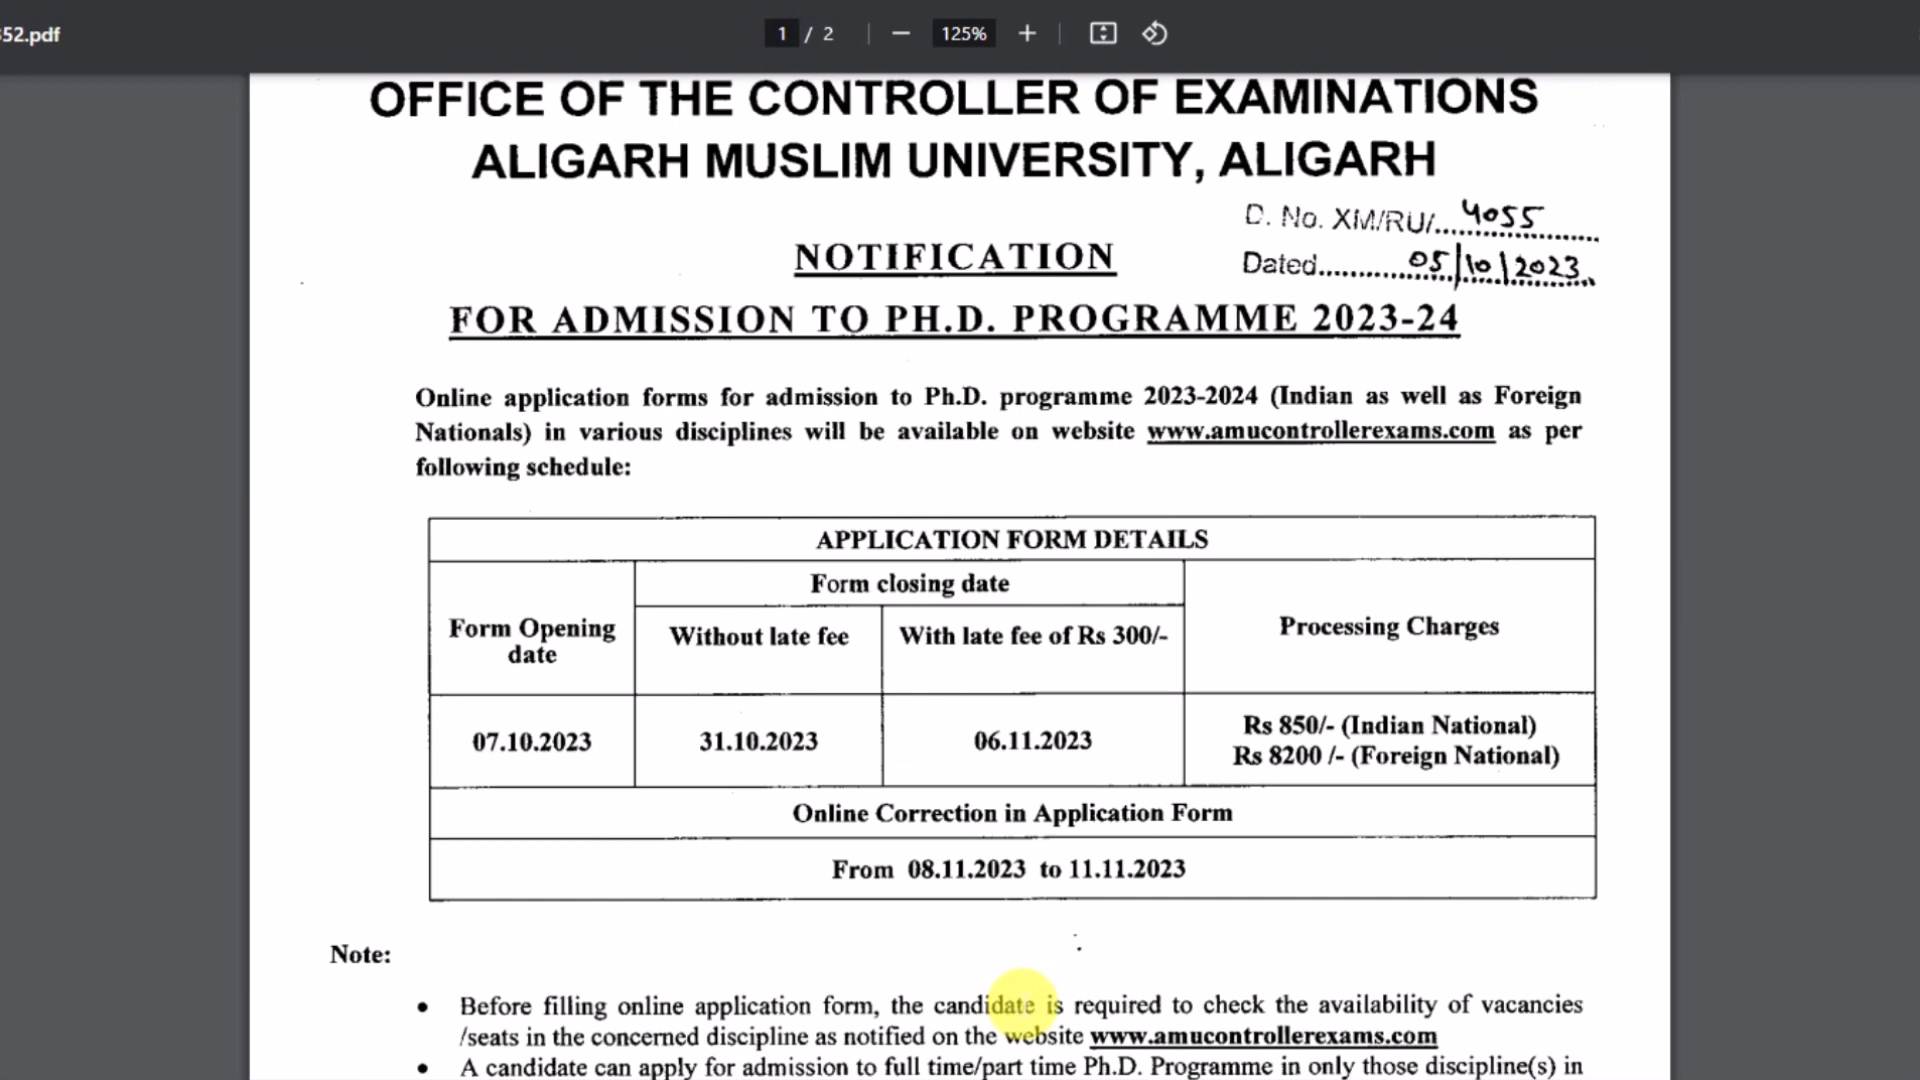 52.pdf
1 / 2 — 125% +
OFFICE OF THE CONTROLLER OF EXAMINATIONS
ALIGARH MUSLIM UNIVERSITY, ALIGARH
D. No. XM/RU/...4055
Dated...05/10/2023
NOTIFICATION
FOR ADMISSION TO PH.D. PROGRAMME 2023-24
Online application forms for admission to Ph.D. programme 2023-2024 (Indian as well as Foreign
Nationals) in various disciplines will be available on website www.amucontrollerexams.com as per
following schedule:
APPLICATION FORM DETAILS
Form Opening
date
Form closing date
Without late fee
With late fee of Rs 300/-
Processing Charges
07.10.2023
31.10.2023
06.11.2023
Rs 850/- (Indian National)
Rs 8200 /- (Foreign National)
Online Correction in Application Form
From 08.11.2023 to 11.11.2023
Note:
• Before filling online application form, the candidate is required to check the availability of vacancies
/seats in the concerned discipline as notified on the website www.amucontrollerexams.com
• A candidate can apply for admission to full time/part time Ph.D. Programme in only those discipline(s) in